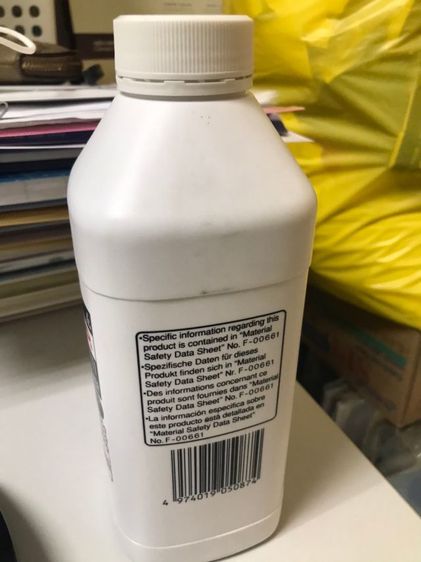 •Specific information regarding this
product is contained in "Material
Safety Data Sheet" No. F-00661
•Spezifische Daten für dieses
Produkt finden sich in "Material
Safety Data Sheet" Nr. F-00661
•Des informations concernant ce
produit sont fournies dans "Material
Safety Data Sheet" No. F-00661
•La información específica sobre
este producto está detallada en
"Material Safety Data Sheet"
No. F-00661
4 974019 050874